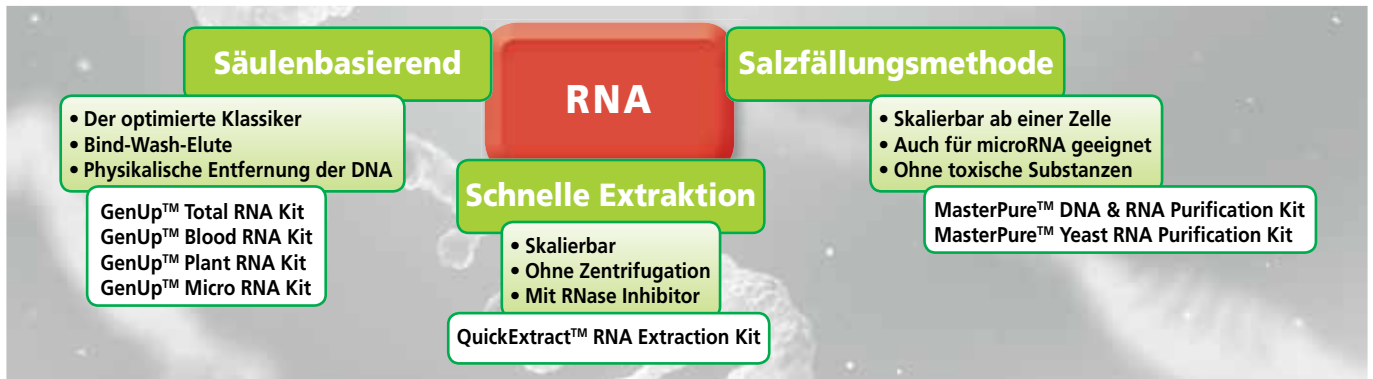 RNA
Säulenbasierend
• Der optimierte Klassiker
• Bind-Wash-Elute
• Physikalische Entfernung der DNA
GenUp™ Total RNA Kit
GenUp™ Blood RNA Kit
GenUp™ Plant RNA Kit
GenUp™ Micro RNA Kit
Schnelle Extraktion
• Skalierbar
• Ohne Zentrifugation
• Mit RNase Inhibitor
QuickExtract™ RNA Extraction Kit
Salzfällungsmethode
• Skalierbar ab einer Zelle
• Auch für microRNA geeignet
• Ohne toxische Substanzen
MasterPure™ DNA & RNA Purification Kit
MasterPure™ Yeast RNA Purification Kit